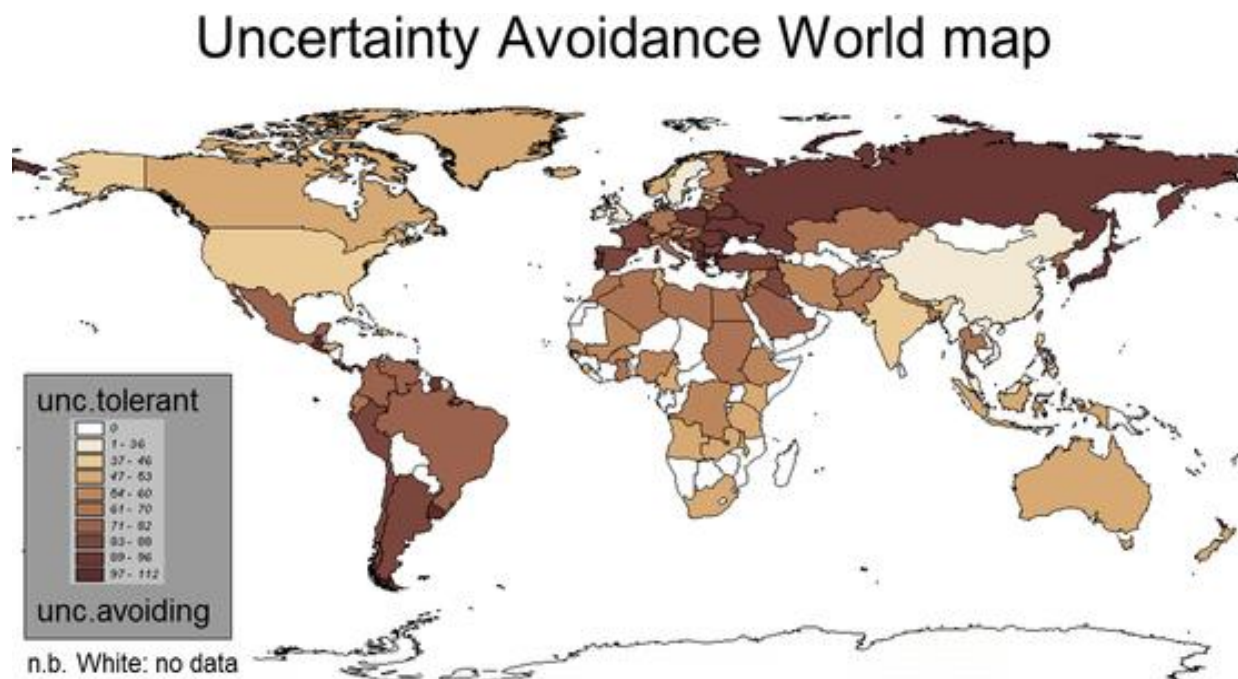 Uncertainty Avoidance World map
unc.tolerant
0
1 - 36
37 - 46
47 - 53
54 - 60
61 - 70
71 - 82
83 - 88
89 - 96
97 - 112
unc.avoiding
n.b. White: no data